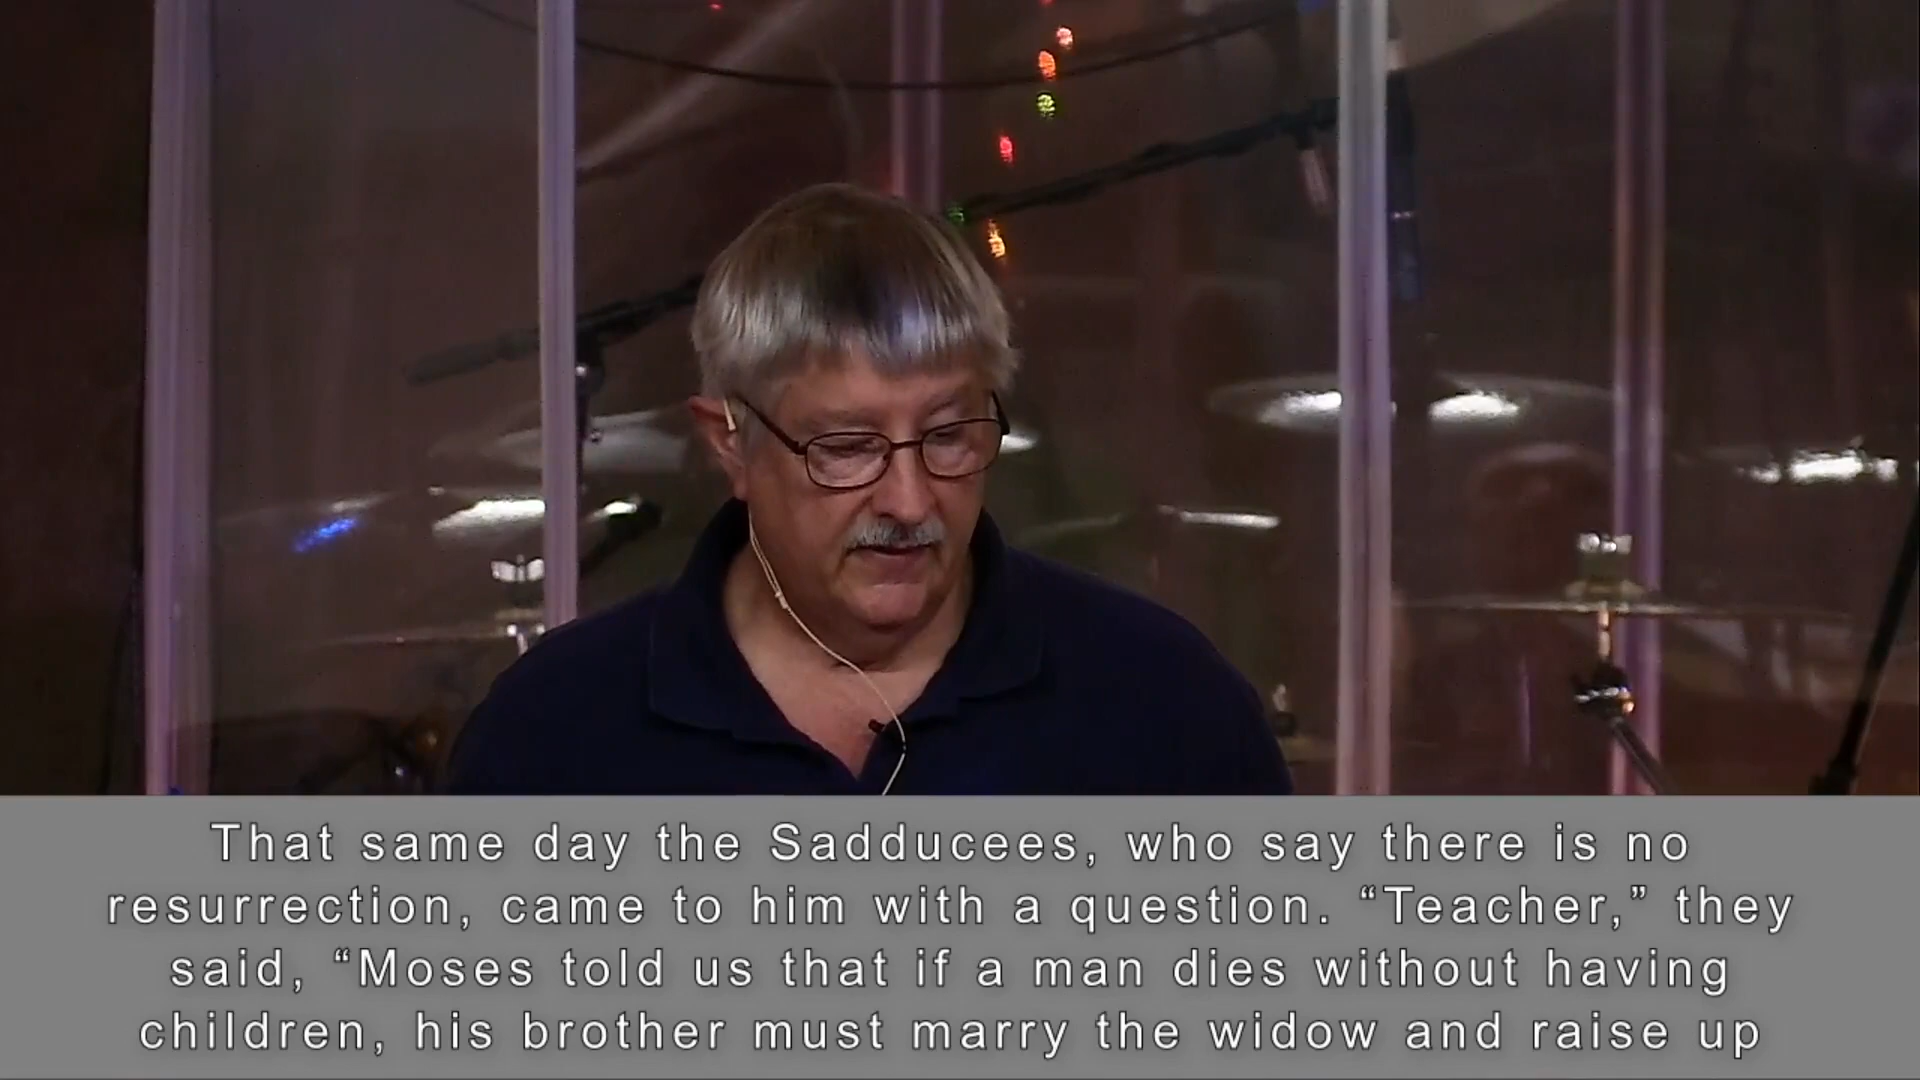 That same day the Sadducees, who say there is no
resurrection, came to him with a question. “Teacher,” they
said, “Moses told us that if a man dies without having
children, his brother must marry the widow and raise up